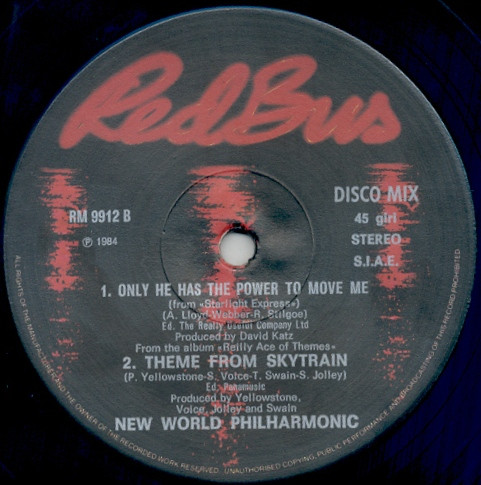 Red Bus
DISCO MIX
RM 9912 B
45 giri
℗ 1984
STEREO
S.I.A.E.
1. ONLY HE HAS THE POWER TO MOVE ME
(from «Starlight Express»)
(A. Lloyd-Webber-R. Stilgoe)
Ed. The Really Useful Company Ltd
Produced by David Katz
From the album «Reilly Ace of Themes»
2. THEME FROM SKYTRAIN
(P. Yellowstone-S. Voice-T. Swain-S. Jolley)
Ed. Panamusic
Produced by Yellowstone,
Voice, Jolley and Swain
NEW WORLD PHILHARMONIC
ALL RIGHTS OF THE MANUFACTURER AND THE OWNER OF THE RECORDED WORK RESERVED. UNAUTHORISED COPYING, PUBLIC PERFORMANCE AND BROADCASTING OF THIS RECORD PROHIBITED